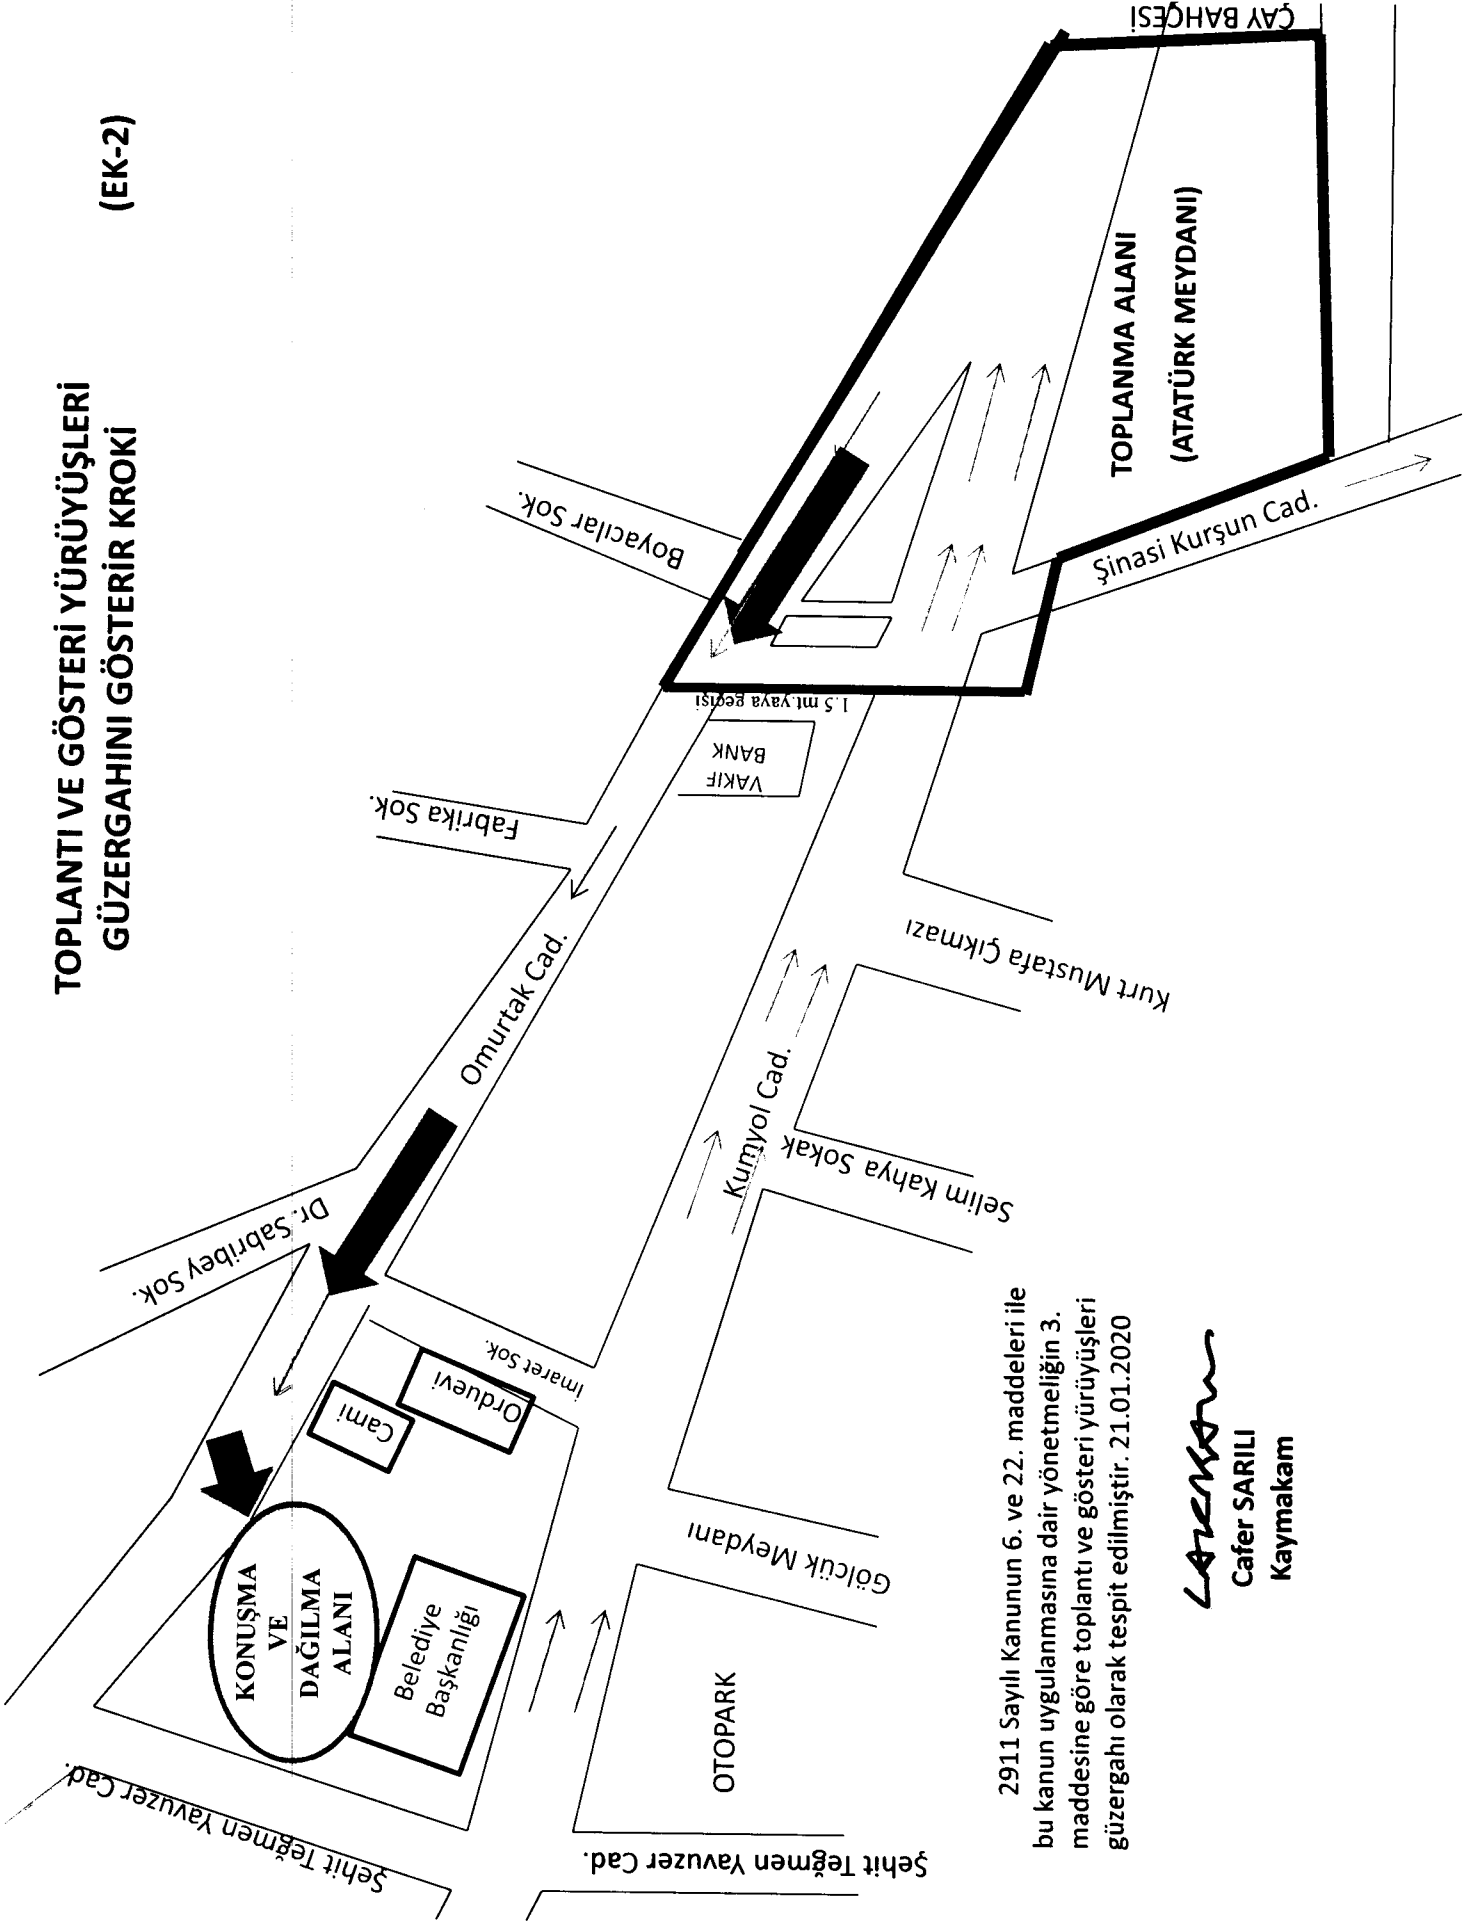 TOPLANTI VE GÖSTERİ YÜRÜYÜŞLERİ
GÜZERGAHINI GÖSTERİR KROKİ
(EK-2)
KONUŞMA
VE
DAĞILMA
ALANI
Belediye
Başkanlığı
Şehit Teğmen Yavuzer Cad.
Şehit Teğmen Yavuzer Cad.
OTOPARK
Gölcük Meydanı
Cami
Orduevi
İmaret Sok.
Dr. Sabribey Sok.
Omurtak Cad.
Kumyol Cad.
Selim Kahya Sokak
Kurt Mustafa Çıkmazı
Fabrika Sok.
VAKIF
BANK
1.5 mt.yaya geçişi
Boyacılar Sok.
Şinasi Kurşun Cad.
TOPLANMA ALANI
(ATATÜRK MEYDANI)
ÇAY BAHÇESİ
2911 Sayılı Kanunun 6. ve 22. maddeleri ile
bu kanun uygulanmasına dair yönetmeliğin 3.
maddesine göre toplantı ve gösteri yürüyüşleri
güzergahı olarak tespit edilmiştir. 21.01.2020
Cafer SARILI
Kaymakam